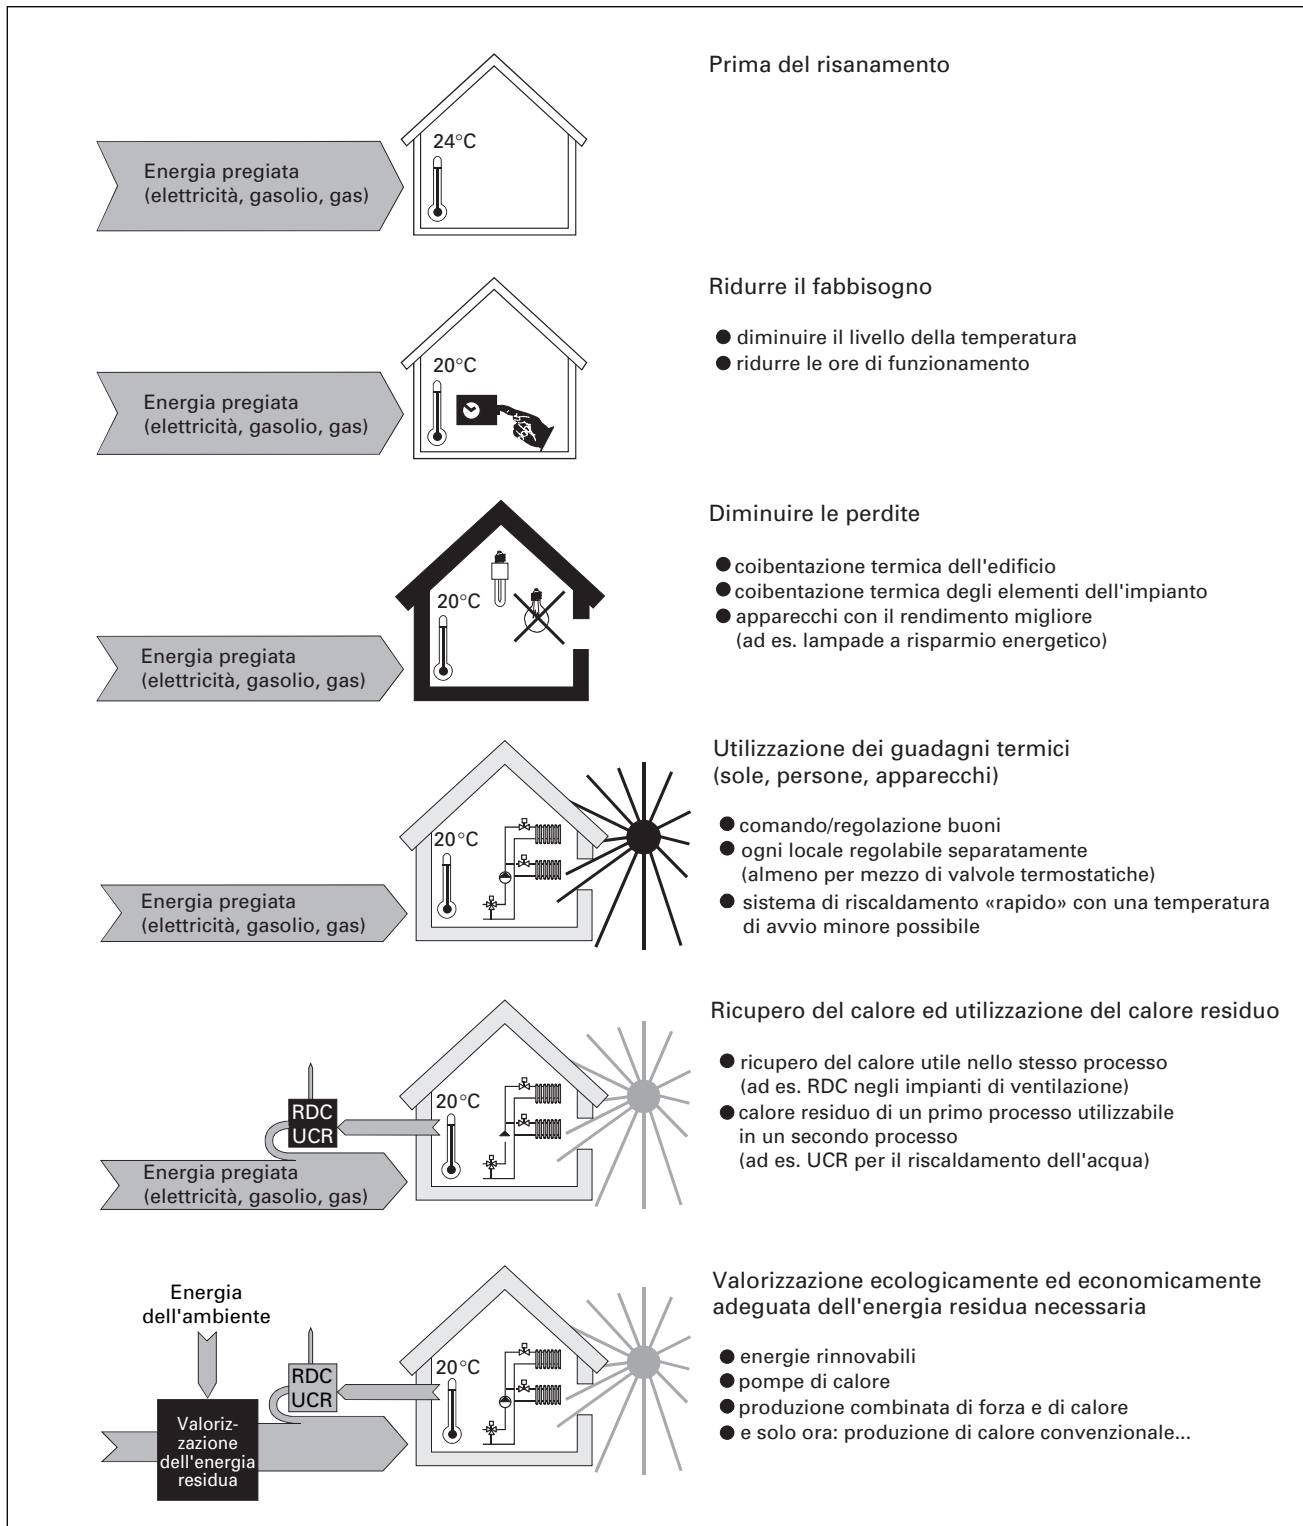 Prima del risanamento
24°C
Energia pregiata
(elettricità, gasolio, gas)
Ridurre il fabbisogno
● diminuire il livello della temperatura
● ridurre le ore di funzionamento
20°C
Energia pregiata
(elettricità, gasolio, gas)
Diminuire le perdite
● coibentazione termica dell'edificio
● coibentazione termica degli elementi dell'impianto
● apparecchi con il rendimento migliore
(ad es. lampade a risparmio energetico)
20°C
Energia pregiata
(elettricità, gasolio, gas)
Utilizzazione dei guadagni termici
(sole, persone, apparecchi)
● comando/regolazione buoni
● ogni locale regolabile separatamente
(almeno per mezzo di valvole termostatiche)
● sistema di riscaldamento «rapido» con una temperatura
di avvio minore possibile
20°C
Energia pregiata
(elettricità, gasolio, gas)
Ricupero del calore ed utilizzazione del calore residuo
● ricupero del calore utile nello stesso processo
(ad es. RDC negli impianti di ventilazione)
● calore residuo di un primo processo utilizzabile
in un secondo processo
(ad es. UCR per il riscaldamento dell'acqua)
20°C
RDC
UCR
Energia pregiata
(elettricità, gasolio, gas)
Valorizzazione ecologicamente ed economicamente
adeguata dell'energia residua necessaria
● energie rinnovabili
● pompe di calore
● produzione combinata di forza e di calore
● e solo ora: produzione di calore convenzionale...
Energia
dell'ambiente
20°C
RDC
UCR
Valoriz-
zazione
dell'energia
residua